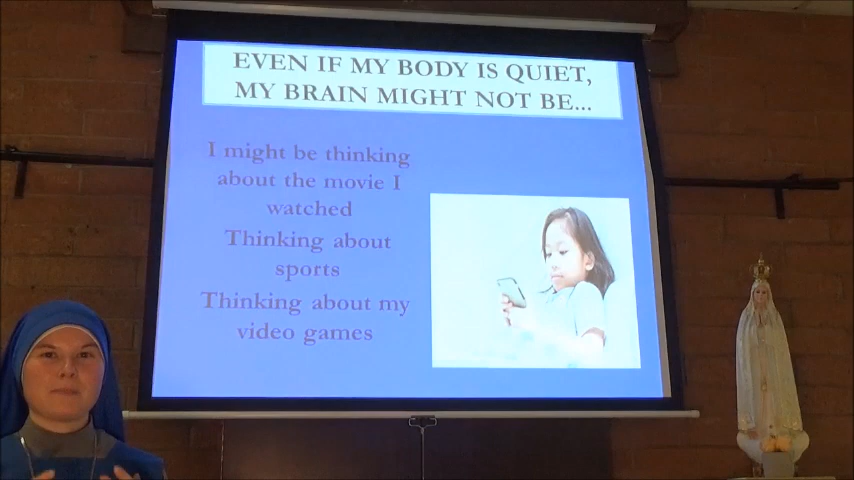 EVEN IF MY BODY IS QUIET,
MY BRAIN MIGHT NOT BE...
I might be thinking
about the movie I
watched
Thinking about
sports
Thinking about my
video games